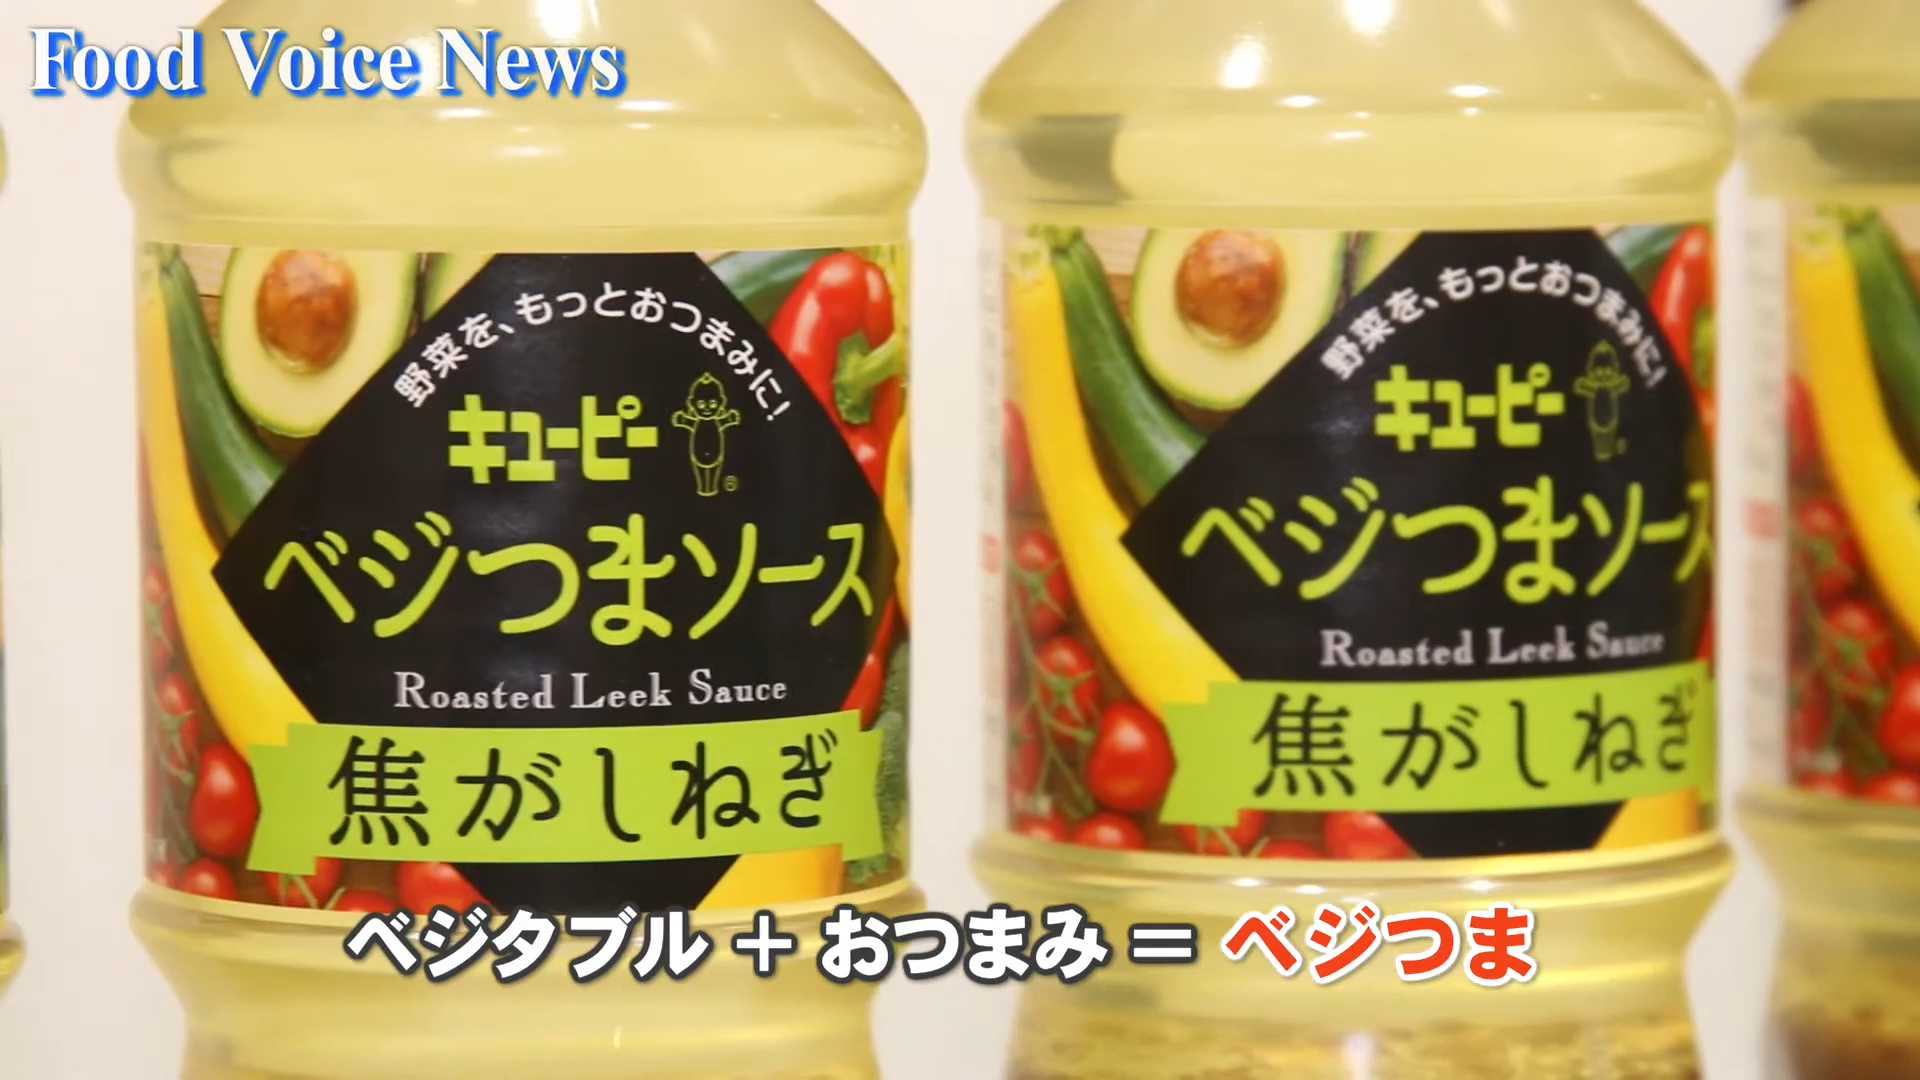 Food Voice News
野菜を、もっとおつまみに!
キユーピー
ベジつまソース
Roasted Leek Sauce
焦がしねぎ
野菜を、もっとおつまみに!
キユーピー
ベジつまソース
Roasted Leek Sauce
焦がしねぎ
ベジタブル + おつまみ = ベジつま